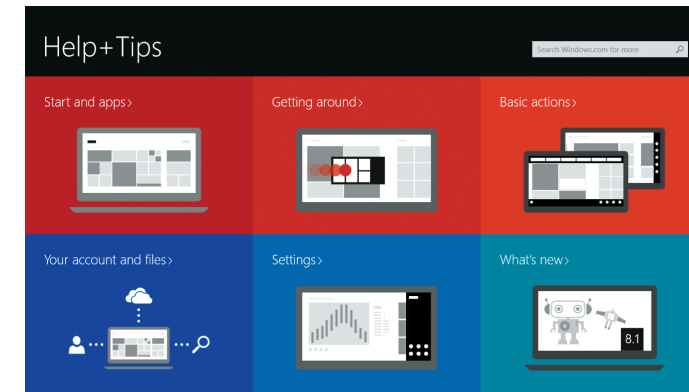 Help+Tips
Search Windows.com for more
Start and apps>
Getting around>
Basic actions>
Your account and files>
Settings>
What's new>
8.1